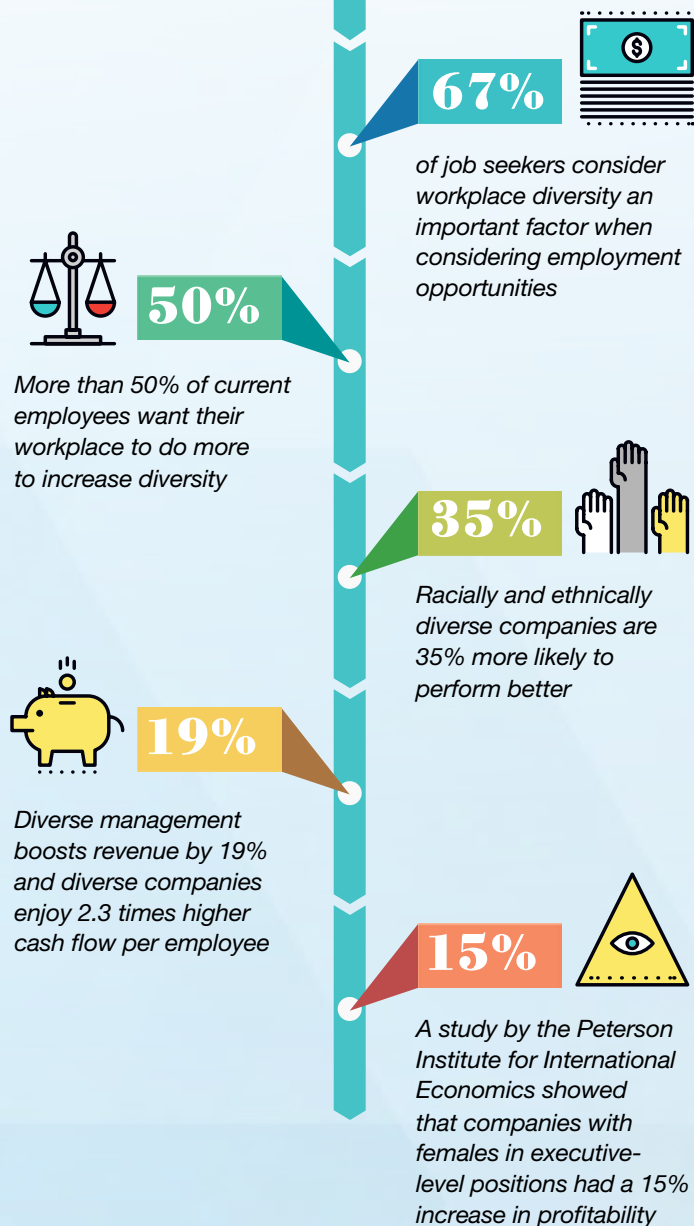 $
67%
of job seekers consider
workplace diversity an
important factor when
considering employment
opportunities
50%
More than 50% of current
employees want their
workplace to do more
to increase diversity
35%
Racially and ethnically
diverse companies are
35% more likely to
perform better
19%
Diverse management
boosts revenue by 19%
and diverse companies
enjoy 2.3 times higher
cash flow per employee
15%
A study by the Peterson
Institute for International
Economics showed
that companies with
females in executive-
level positions had a 15%
increase in profitability